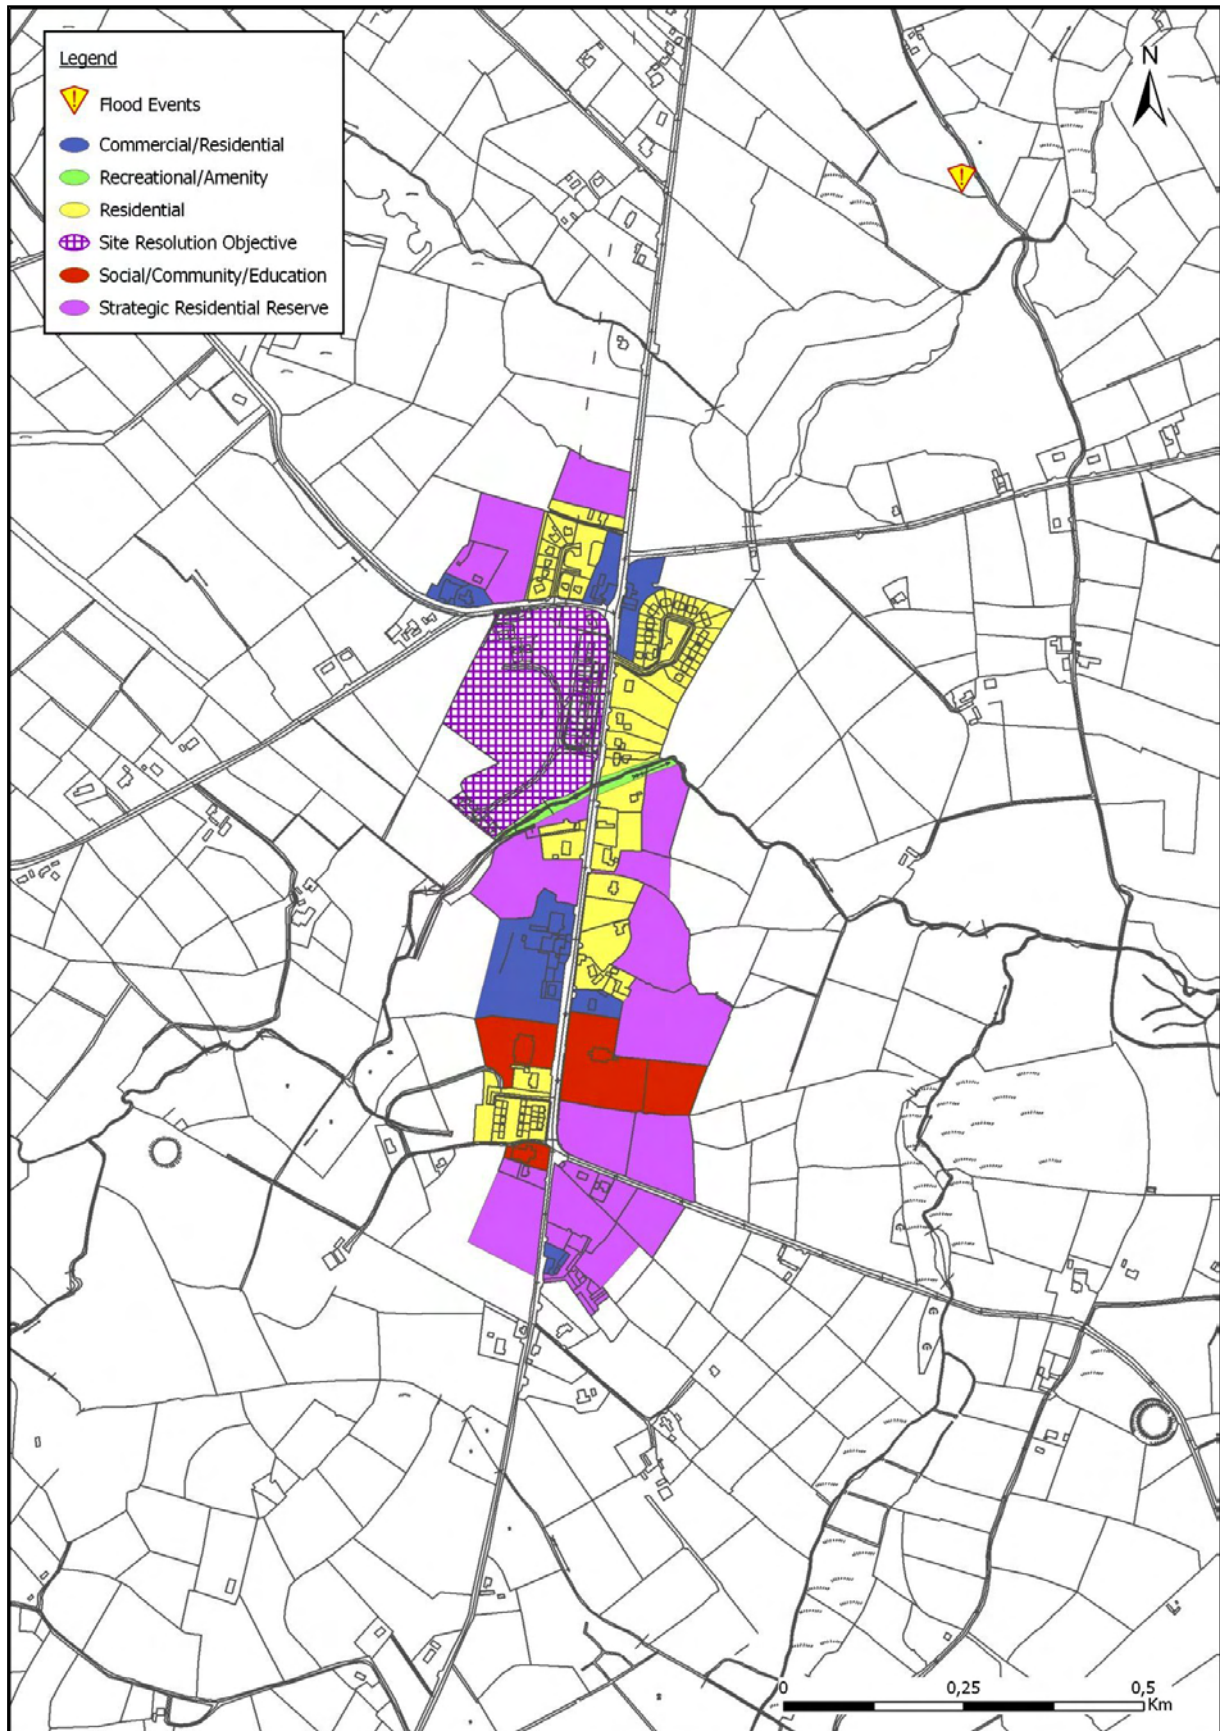 Legend
Flood Events
Commercial/Residential
Recreational/Amenity
Residential
Site Resolution Objective
Social/Community/Education
Strategic Residential Reserve
N
0 0,25 0,5
Km